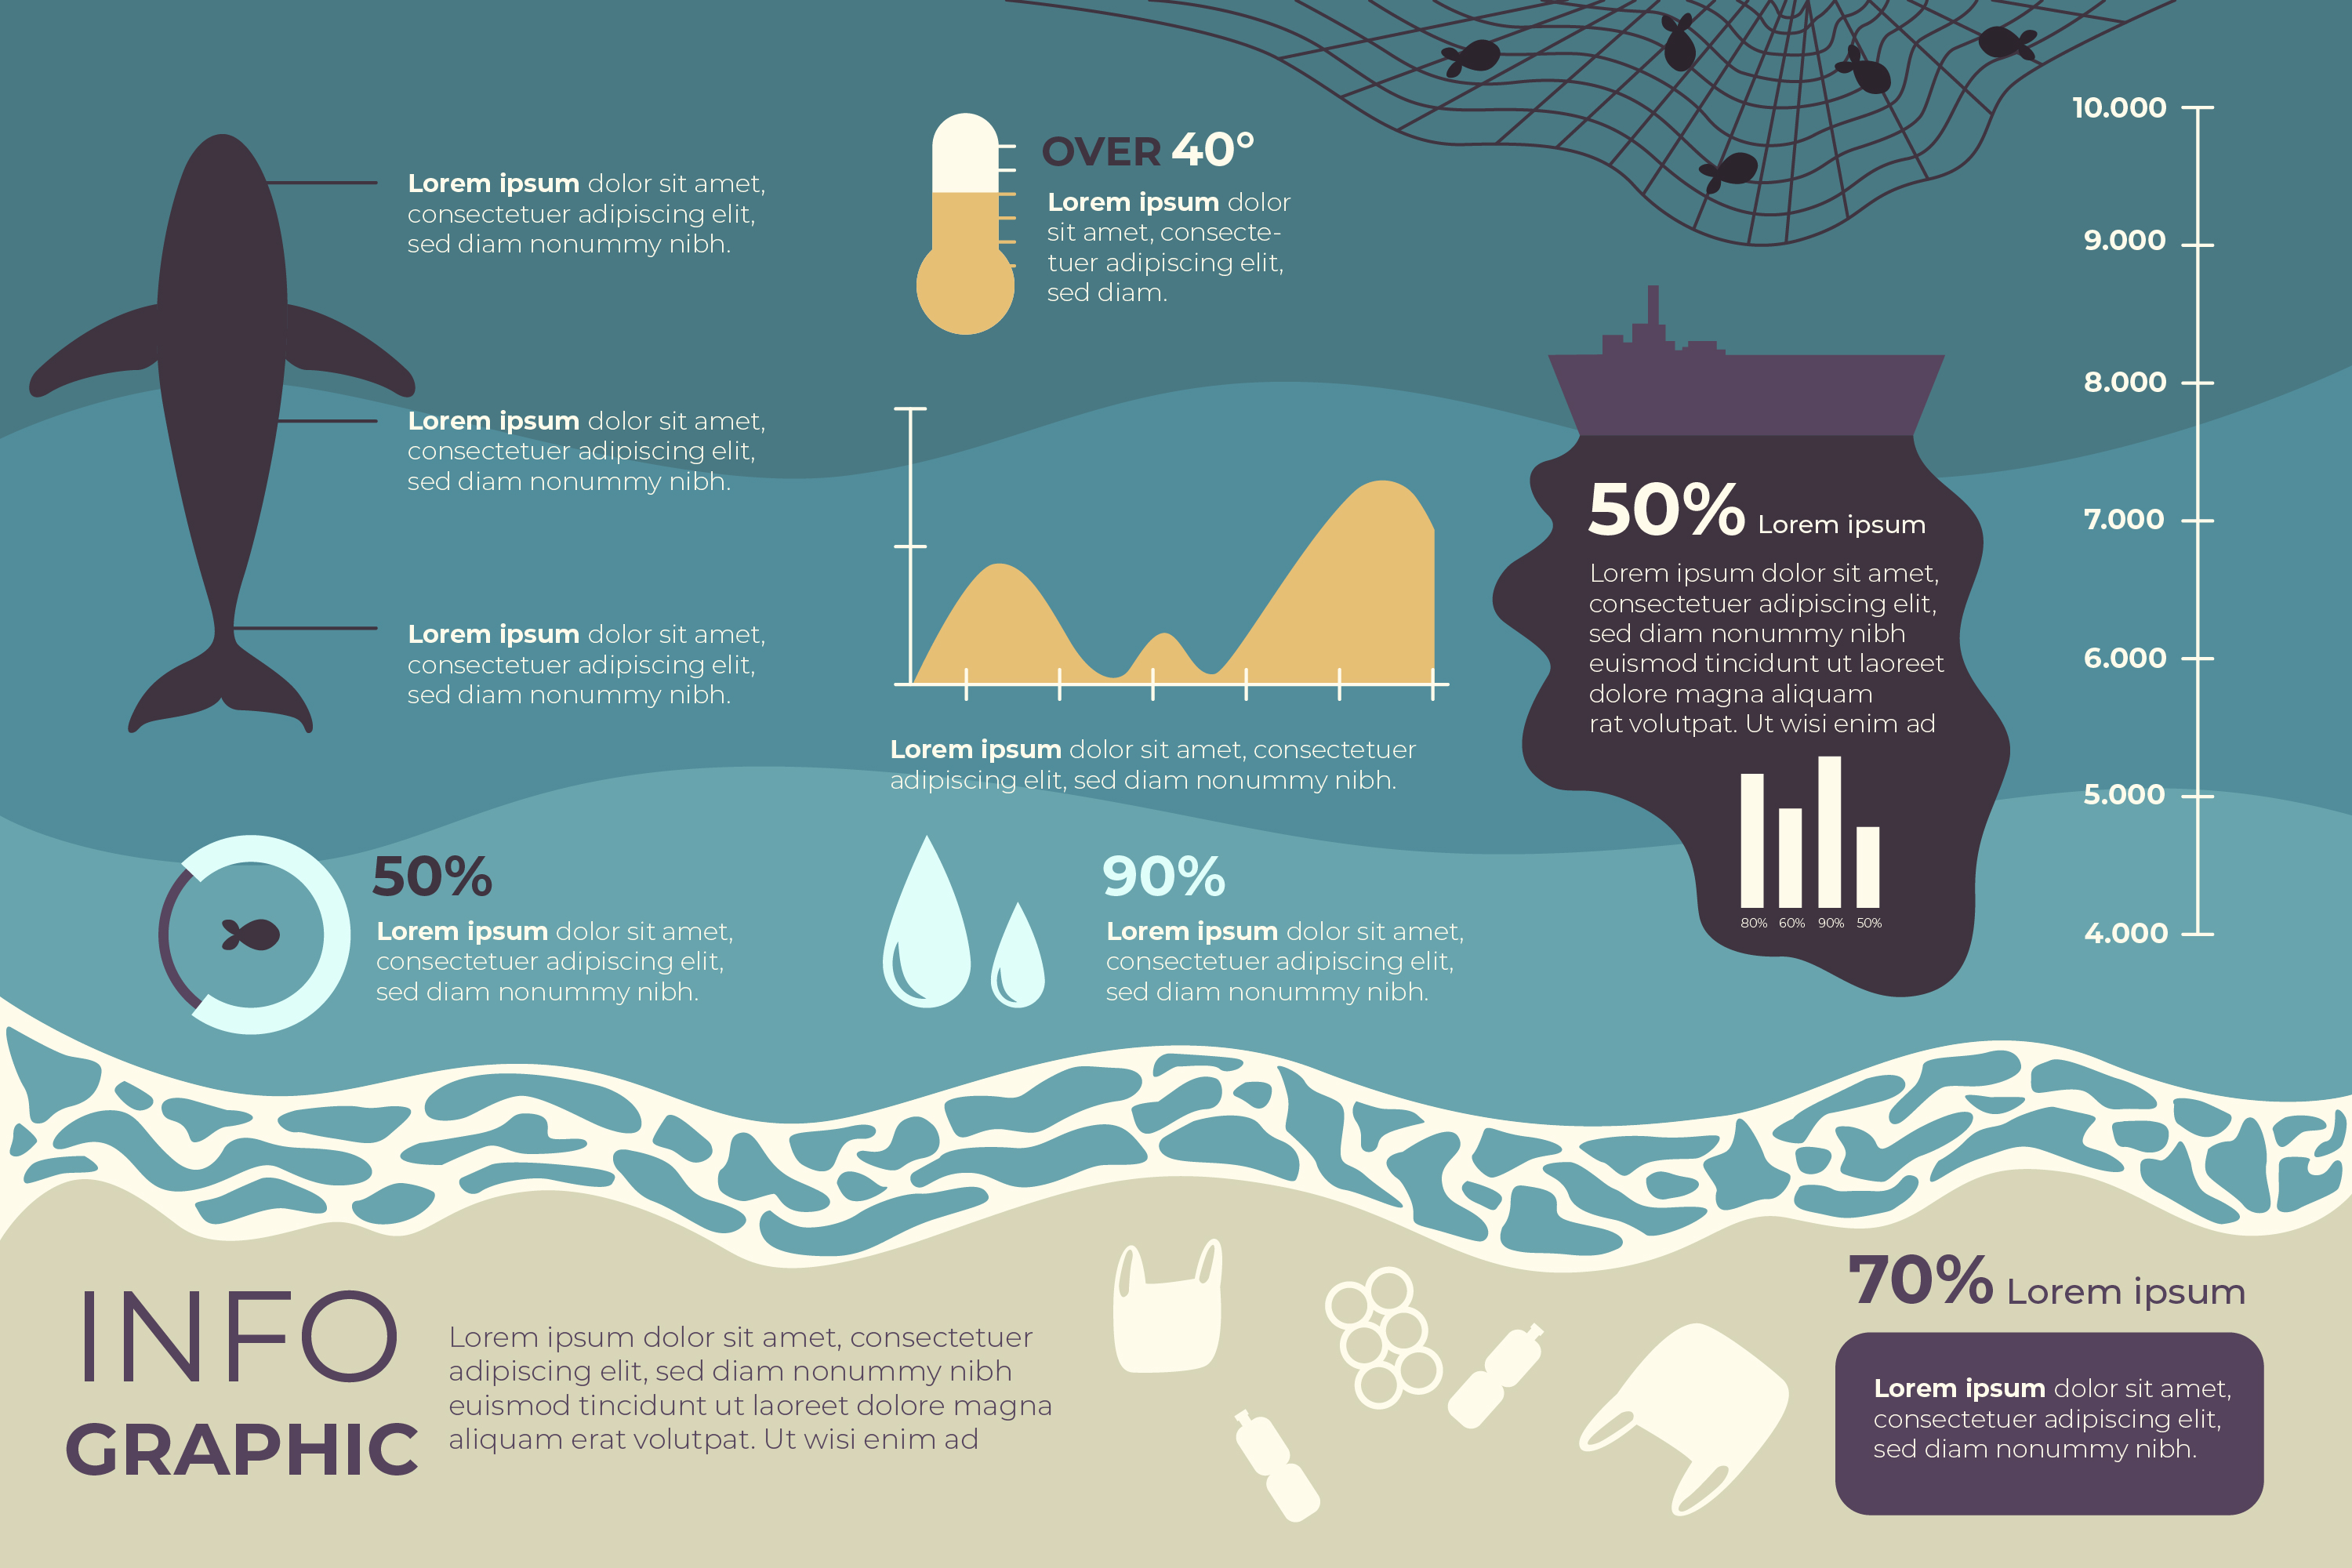 Lorem ipsum dolor sit amet,
consectetuer adipiscing elit,
sed diam nonummy nibh.
OVER 40°
Lorem ipsum dolor
sit amet, consecte-
tuer adipiscing elit,
sed diam.
10.000
9.000
8.000
7.000
6.000
5.000
4.000
Lorem ipsum dolor sit amet,
consectetuer adipiscing elit,
sed diam nonummy nibh.
Lorem ipsum dolor sit amet,
consectetuer adipiscing elit,
sed diam nonummy nibh.
Lorem ipsum dolor sit amet, consectetuer
adipiscing elit, sed diam nonummy nibh.
50% Lorem ipsum
Lorem ipsum dolor sit amet,
consectetuer adipiscing elit,
sed diam nonummy nibh
euismod tincidunt ut laoreet
dolore magna aliquam
rat volutpat. Ut wisi enim ad
80% 60% 90% 50%
50%
Lorem ipsum dolor sit amet,
consectetuer adipiscing elit,
sed diam nonummy nibh.
90%
Lorem ipsum dolor sit amet,
consectetuer adipiscing elit,
sed diam nonummy nibh.
INFO
GRAPHIC
Lorem ipsum dolor sit amet, consectetuer
adipiscing elit, sed diam nonummy nibh
euismod tincidunt ut laoreet dolore magna
aliquam erat volutpat. Ut wisi enim ad
70% Lorem ipsum
Lorem ipsum dolor sit amet,
consectetuer adipiscing elit,
sed diam nonummy nibh.